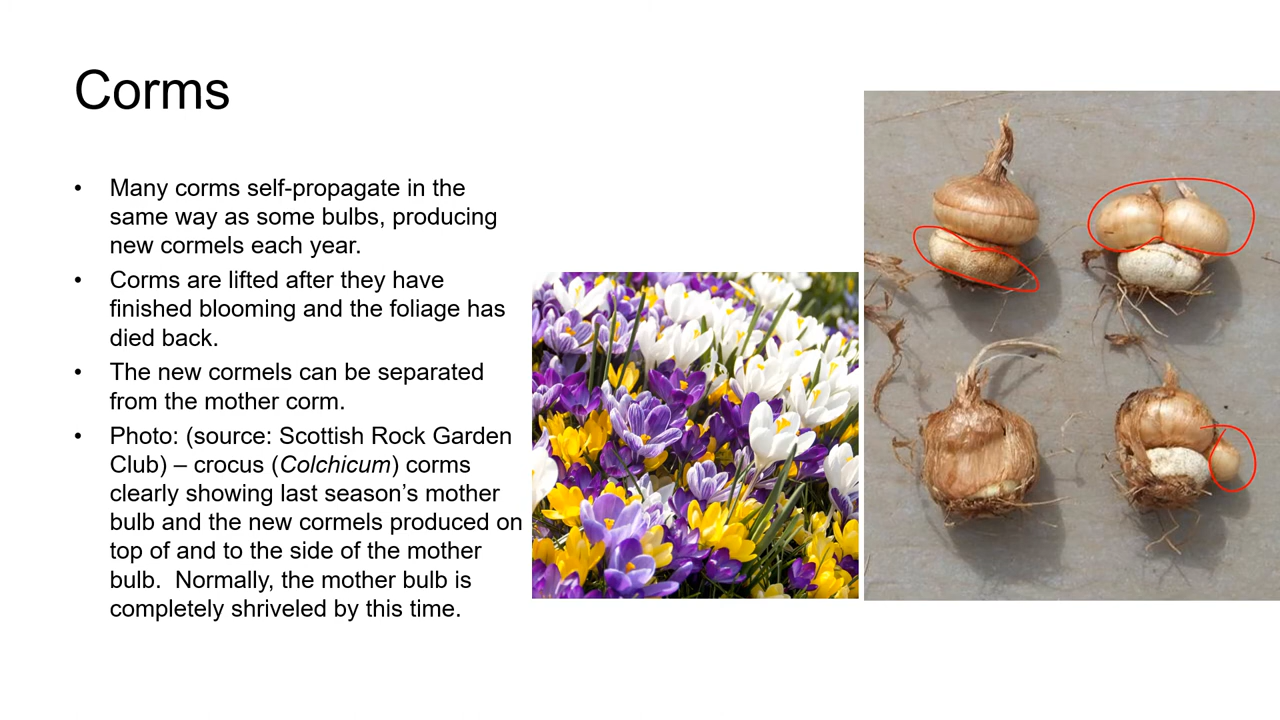 Corms
• Many corms self-propagate in the
same way as some bulbs, producing
new cormels each year.
• Corms are lifted after they have
finished blooming and the foliage has
died back.
• The new cormels can be separated
from the mother corm.
• Photo: (source: Scottish Rock Garden
Club) – crocus (Colchicum) corms
clearly showing last season’s mother
bulb and the new cormels produced on
top of and to the side of the mother
bulb.  Normally, the mother bulb is
completely shriveled by this time.